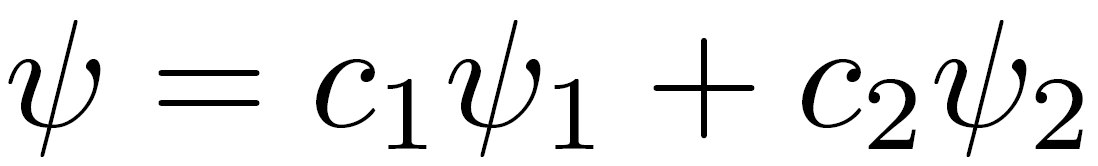 ψ = c₁ψ₁ + c₂ψ₂